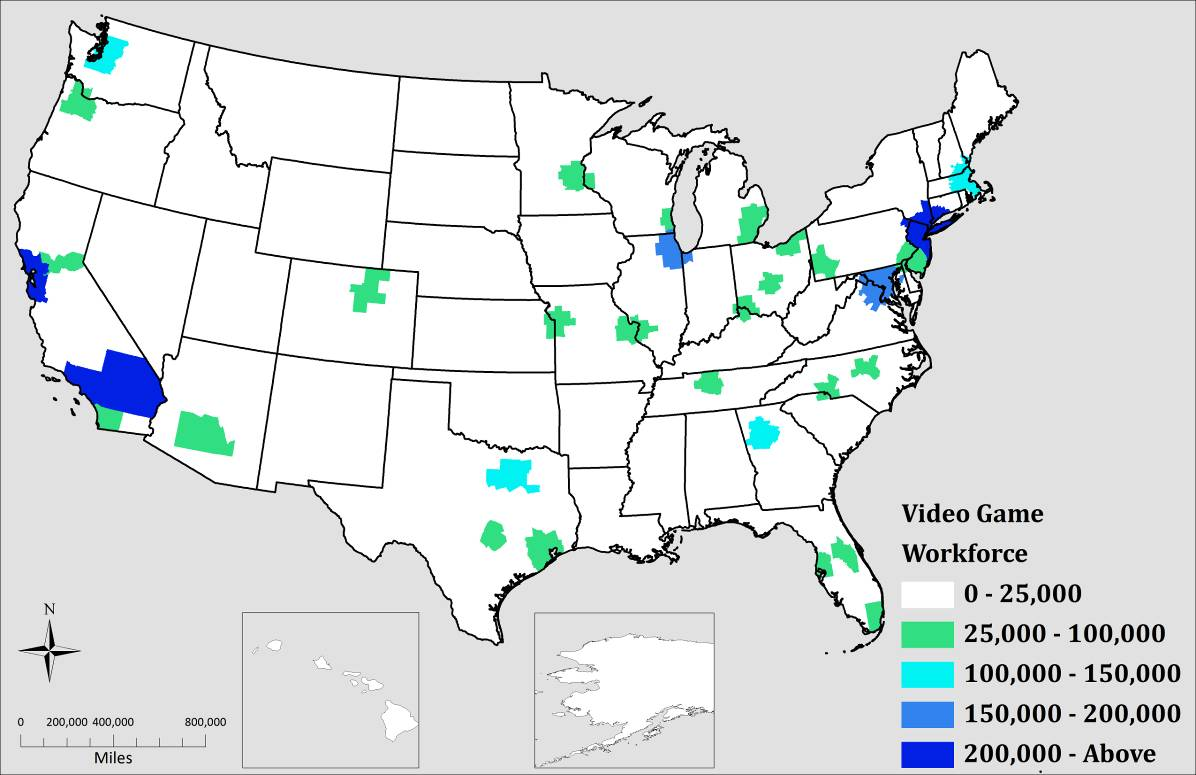 Video Game
Workforce
0 - 25,000
25,000 - 100,000
100,000 - 150,000
150,000 - 200,000
200,000 - Above
N
0 200,000 400,000 800,000
Miles